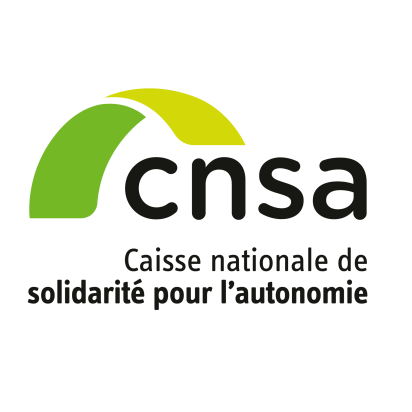 cnsa
Caisse nationale de
solidarité pour l'autonomie